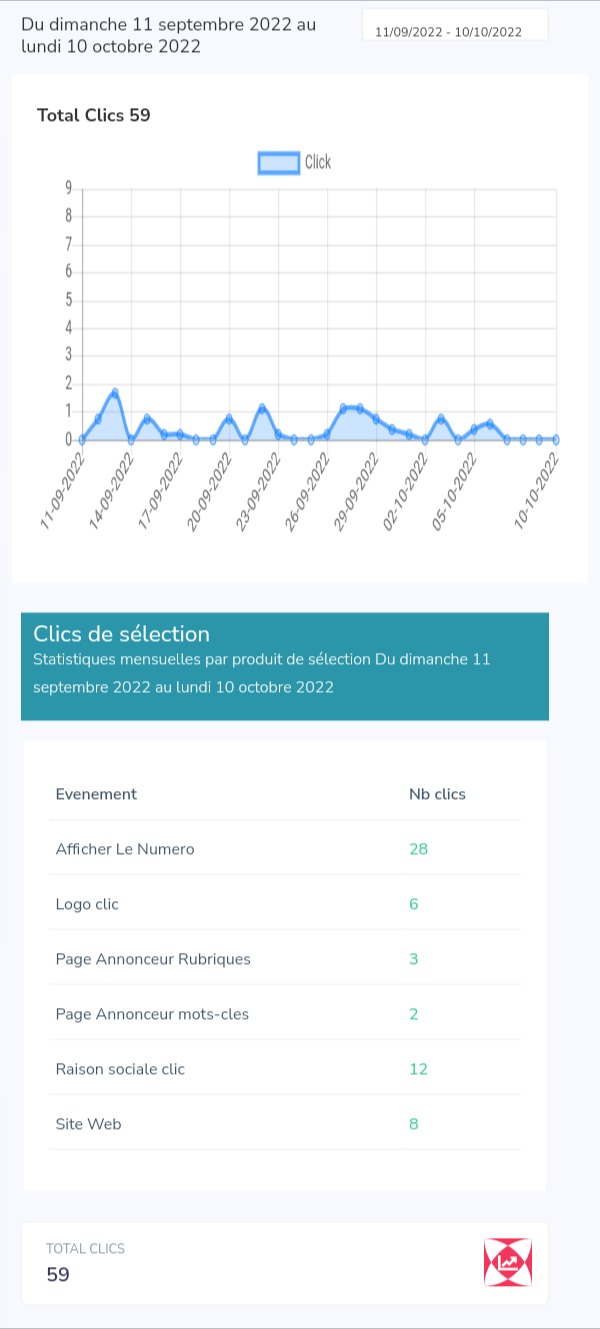 Du dimanche 11 septembre 2022 au
lundi 10 octobre 2022
11/09/2022 - 10/10/2022
Total Clics 59
Click
9
8
7
6
5
4
3
2
1
0
11-09-2022
14-09-2022
17-09-2022
20-09-2022
23-09-2022
26-09-2022
29-09-2022
02-10-2022
05-10-2022
10-10-2022
Clics de sélection
Statistiques mensuelles par produit de sélection Du dimanche 11
septembre 2022 au lundi 10 octobre 2022
Evenement Nb clics
Afficher Le Numero 28
Logo clic 6
Page Annonceur Rubriques 3
Page Annonceur mots-cles 2
Raison sociale clic 12
Site Web 8
TOTAL CLICS
59